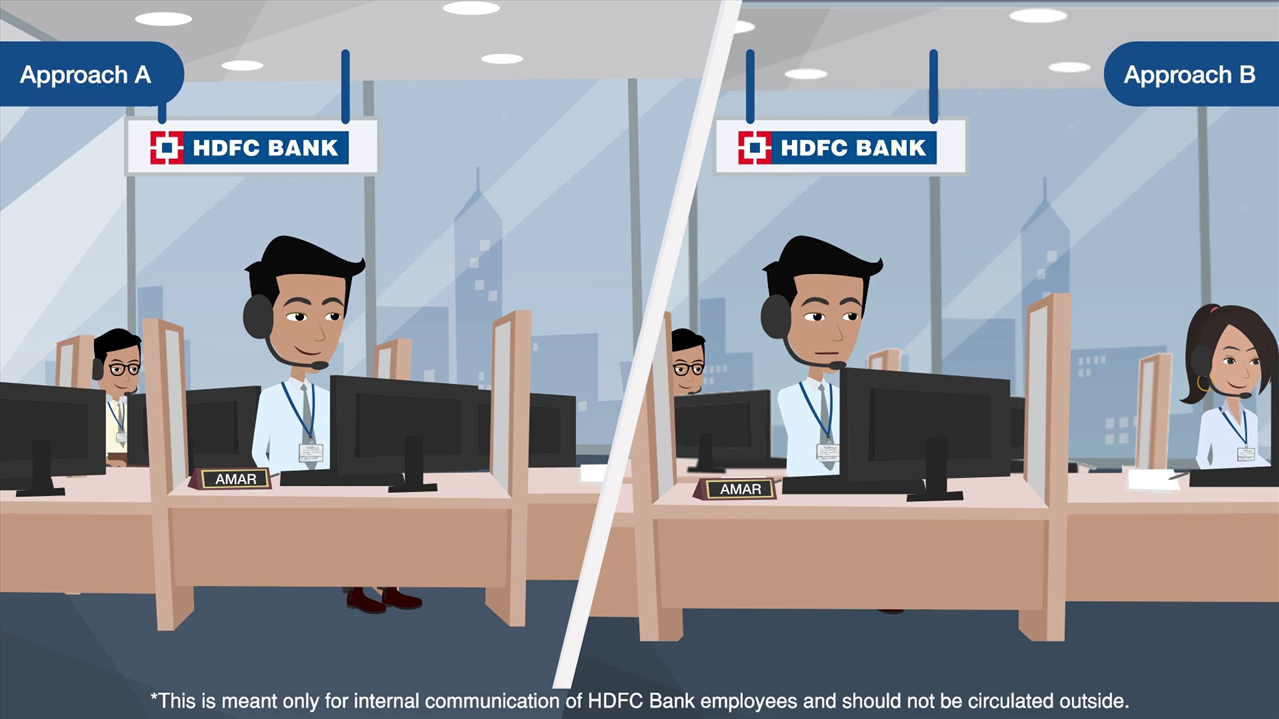 Approach A
Approach B
HDFC BANK
HDFC BANK
AMAR
AMAR
*This is meant only for internal communication of HDFC Bank employees and should not be circulated outside.